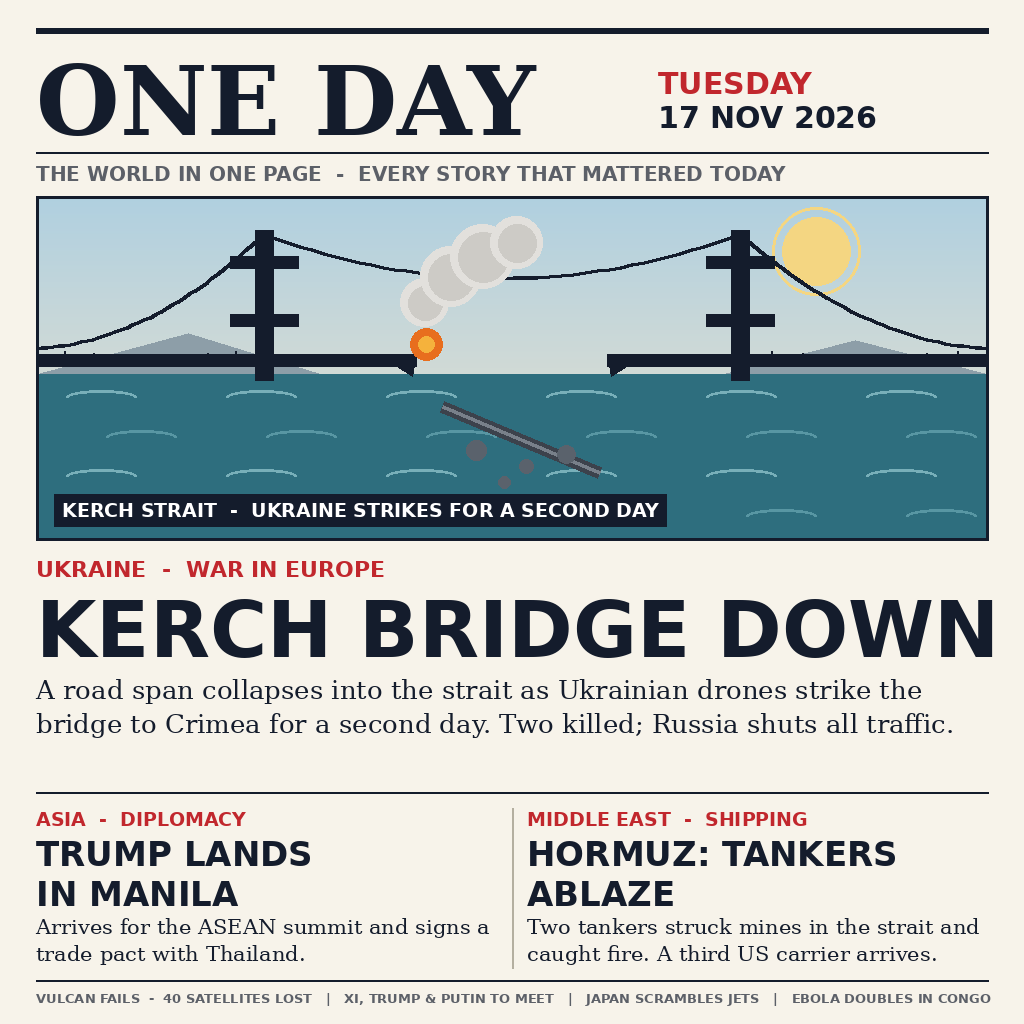 ONE DAY
TUESDAY
17 NOV 2026
THE WORLD IN ONE PAGE - EVERY STORY THAT MATTERED TODAY
KERCH STRAIT - UKRAINE STRIKES FOR A SECOND DAY
UKRAINE - WAR IN EUROPE
KERCH BRIDGE DOWN
A road span collapses into the strait as Ukrainian drones strike the
bridge to Crimea for a second day. Two killed; Russia shuts all traffic.
ASIA - DIPLOMACY
TRUMP LANDS
IN MANILA
Arrives for the ASEAN summit and signs a
trade pact with Thailand.
MIDDLE EAST - SHIPPING
HORMUZ: TANKERS
ABLAZE
Two tankers struck mines in the strait and
caught fire. A third US carrier arrives.
VULCAN FAILS - 40 SATELLITES LOST | XI, TRUMP & PUTIN TO MEET | JAPAN SCRAMBLES JETS | EBOLA DOUBLES IN CONGO